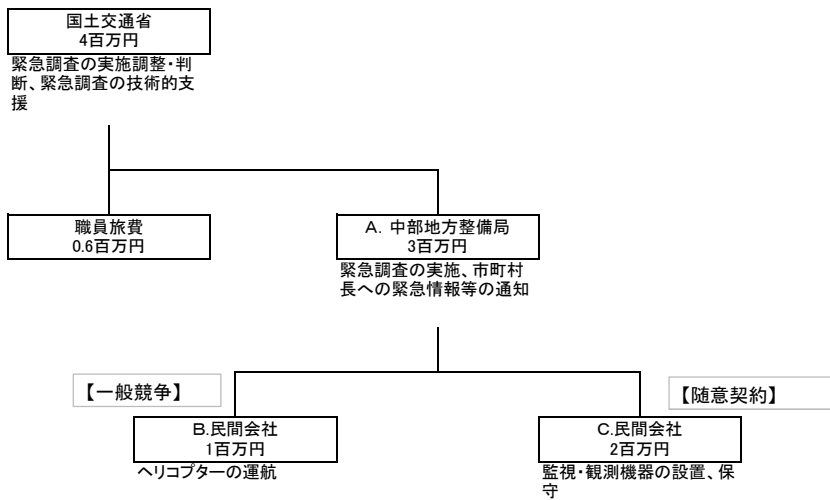 国土交通省
4百万円
緊急調査の実施調整・判
断、緊急調査の技術的支
援
職員旅費
0.6百万円
A．中部地方整備局
3百万円
緊急調査の実施、市町村
長への緊急情報等の通知
【一般競争】
【随意契約】
B.民間会社
1百万円
ヘリコプターの運航
C.民間会社
2百万円
監視・観測機器の設置、保
守